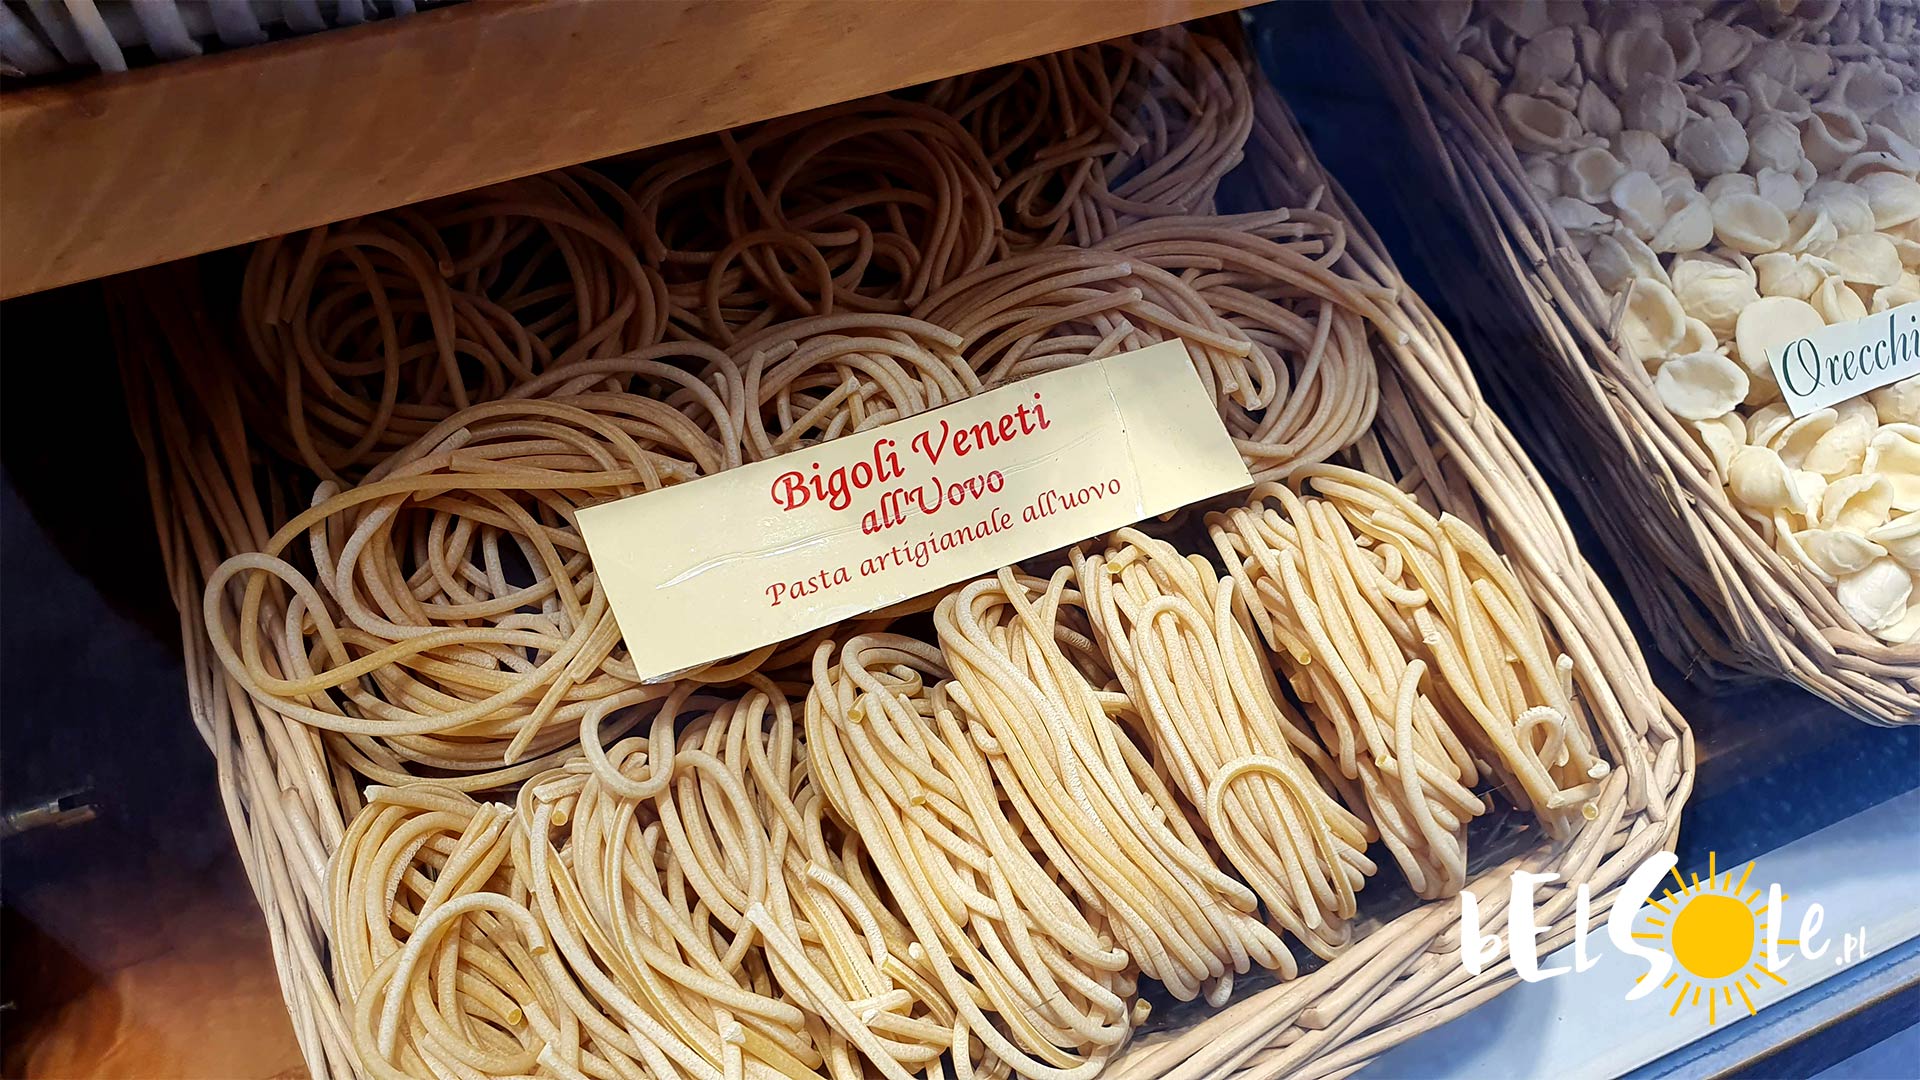 Bigoli Veneti
all'Uovo
Pasta artigianale all'uovo
Orecchi
bElSole.pl